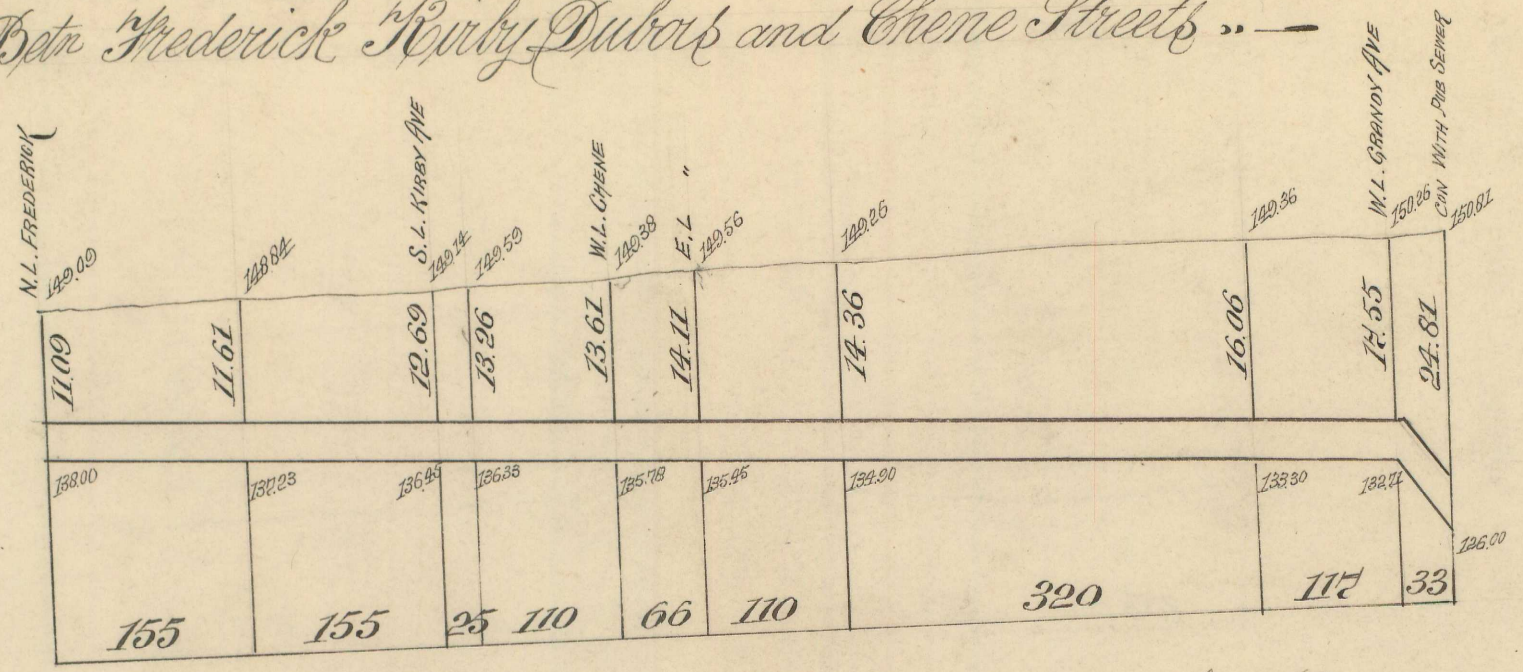 Betn Frederick Kirby Dubois and Chene Streets „ —
N. L. FREDERICK
S. L. KIRBY AVE
W. L. CHENE
E. L "
W. L. GRANDY AVE
CON WITH PUB SEWER
149.09 148.84 149.14 149.59 149.38 149.56 149.26 149.36 150.26 150.81
11.09 11.61 12.69 13.26 13.61 14.11 14.36 16.06 17.55 24.81
138.00 137.23 136.45 136.33 135.78 135.45 134.90 133.30 132.71 126.00
155 155 25 110 66 110 320 117 33